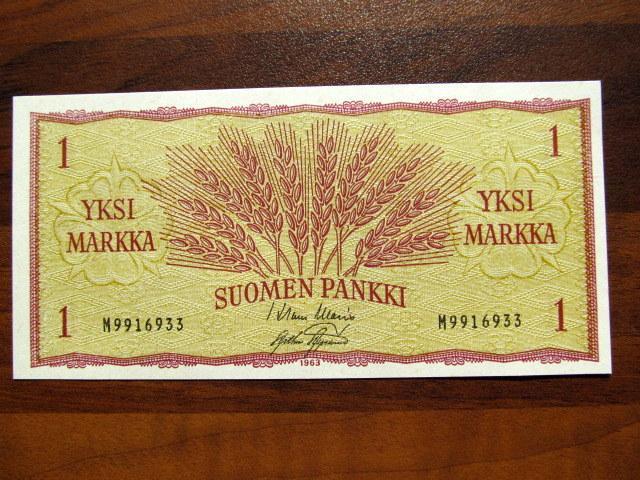 1
1
YKSI
MARKKA
YKSI
MARKKA
SUOMEN PANKKI
1
M9916933
M9916933
1
1963